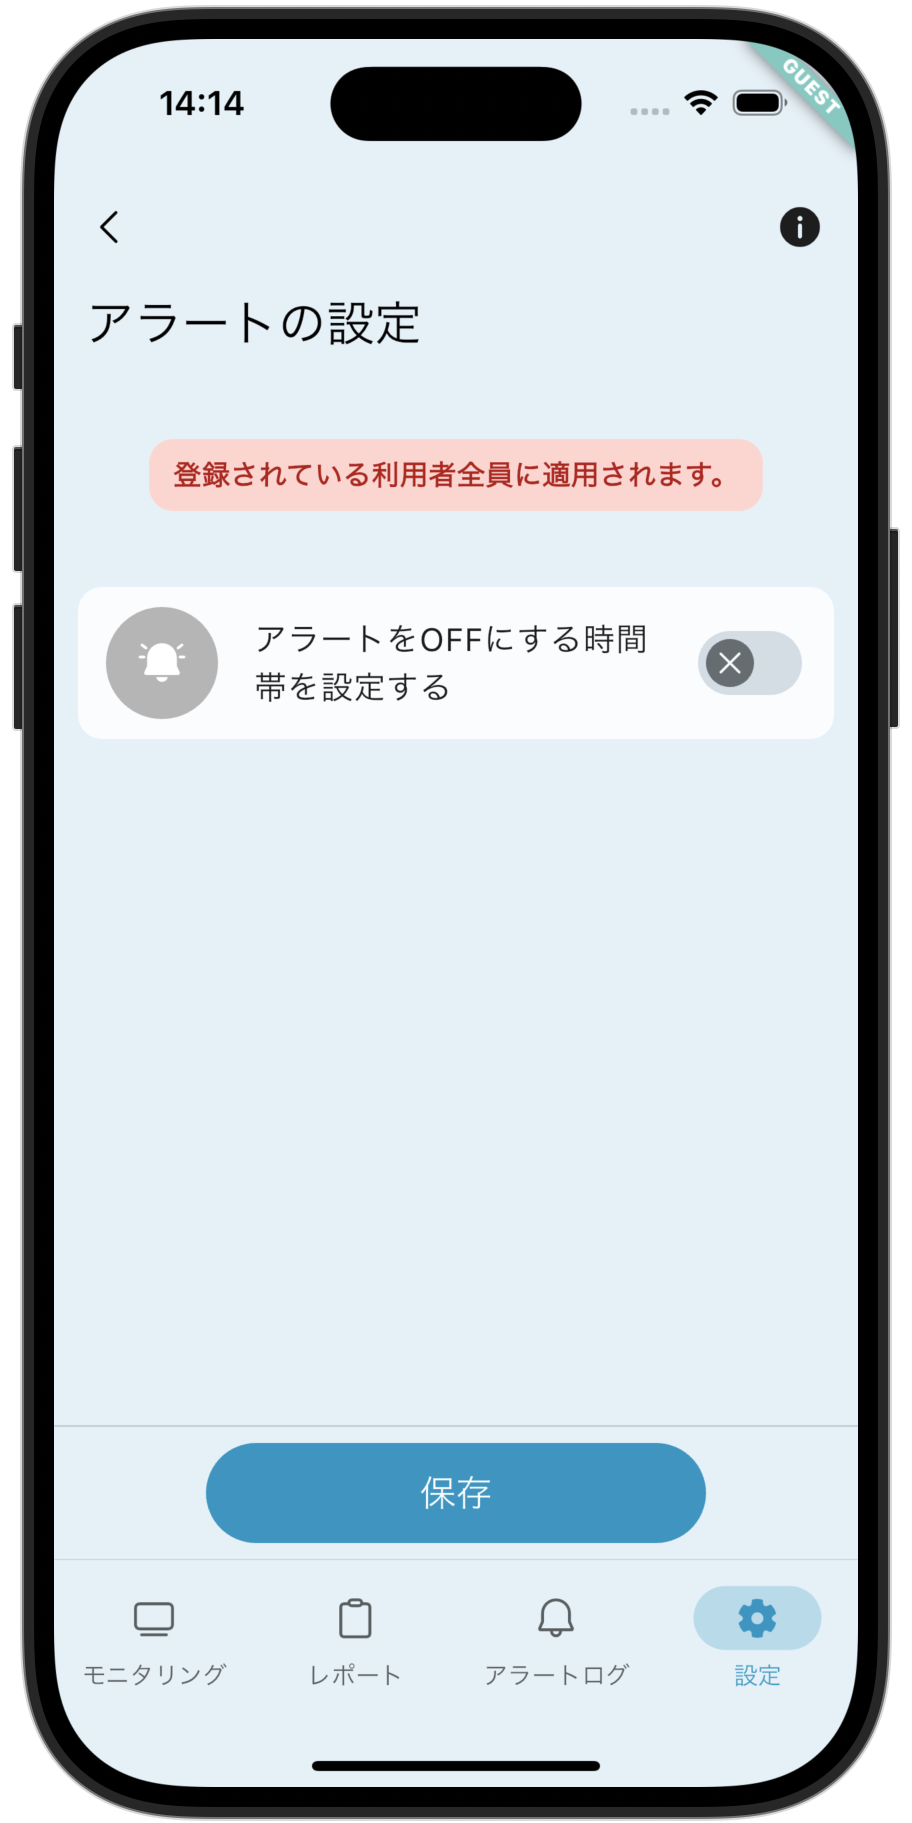 14:14
GUEST
アラートの設定
登録されている利用者全員に適用されます。
アラートをOFFにする時間
帯を設定する
保存
モニタリング
レポート
アラートログ
設定